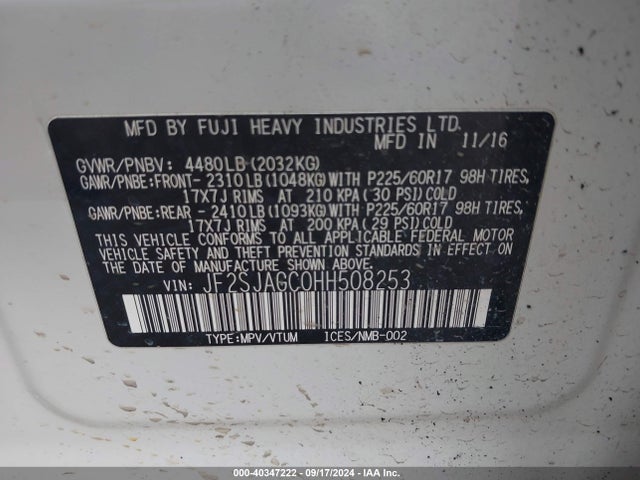 MFD BY FUJI HEAVY INDUSTRIES LTD.
MFD IN 11/16
GVWR/PNBV: 4480LB (2032KG)
GAWR/PNBE:FRONT- 2310LB (1048KG) WITH P225/60R17 98H TIRES,
17X7J RIMS AT 210 KPA (30 PSI) COLD
GAWR/PNBE:REAR - 2410LB (1093KG) WITH P225/60R17 98H TIRES,
17X7J RIMS AT 200 KPA (29 PSI) COLD
THIS VEHICLE CONFORMS TO ALL APPLICABLE FEDERAL MOTOR
VEHICLE SAFETY AND THEFT PREVENTION STANDARDS IN EFFECT ON
THE DATE OF MANUFACTURE SHOWN ABOVE.
VIN: JF2SJAGC0HH508253
TYPE:MPV/VTUM ICES/NMB-002
000-40347222 - 09/17/2024 - IAA Inc.